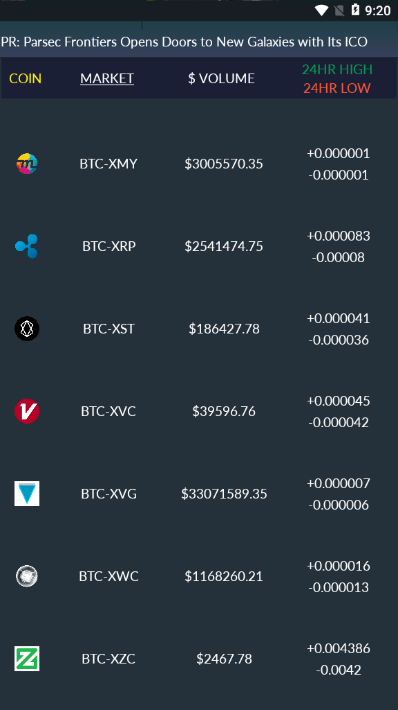 9:20
PR: Parsec Frontiers Opens Doors to New Galaxies with Its ICO
COIN MARKET $ VOLUME 24HR HIGH
24HR LOW
BTC-XMY $3005570.35 +0.000001
-0.000001
BTC-XRP $2541474.75 +0.000083
-0.00008
BTC-XST $186427.78 +0.000041
-0.000036
BTC-XVC $39596.76 +0.000045
-0.000042
BTC-XVG $33071589.35 +0.000007
-0.000006
BTC-XWC $1168260.21 +0.000016
-0.000013
BTC-XZC $2467.78 +0.004386
-0.0042